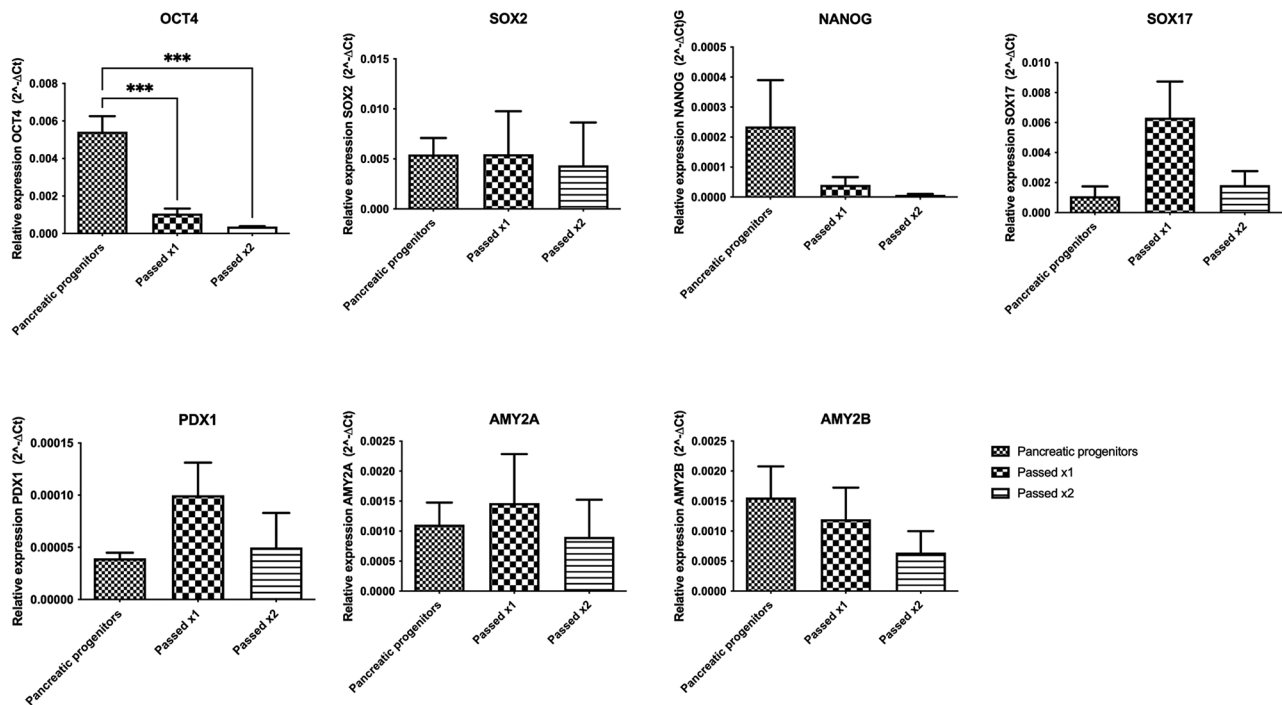 OCT4
Relative expression OCT4 (2^-ΔCt)
0.008
0.006
0.004
0.002
0.000
***
***
Pancreatic progenitors
Passed x1
Passed x2
SOX2
Relative expression SOX2 (2^-ΔCt)
0.015
0.010
0.005
0.000
Pancreatic progenitors
Passed x1
Passed x2
NANOG
Relative expression NANOG (2^-ΔCt)G
0.0005
0.0004
0.0003
0.0002
0.0001
0.0000
Pancreatic progenitors
Passed x1
Passed x2
SOX17
Relative expression SOX17 (2^-ΔCt)
0.010
0.008
0.006
0.004
0.002
0.000
Pancreatic progenitors
Passed x1
Passed x2
PDX1
Relative expression PDX1 (2^-ΔCt)
0.00015
0.00010
0.00005
0.00000
Pancreatic progenitors
Passed x1
Passed x2
AMY2A
Relative expression AMY2A (2^-ΔCt)
0.0025
0.0020
0.0015
0.0010
0.0005
0.0000
Pancreatic progenitors
Passed x1
Passed x2
AMY2B
Relative expression AMY2B (2^-ΔCt)
0.0025
0.0020
0.0015
0.0010
0.0005
0.0000
Pancreatic progenitors
Passed x1
Passed x2
Pancreatic progenitors
Passed x1
Passed x2